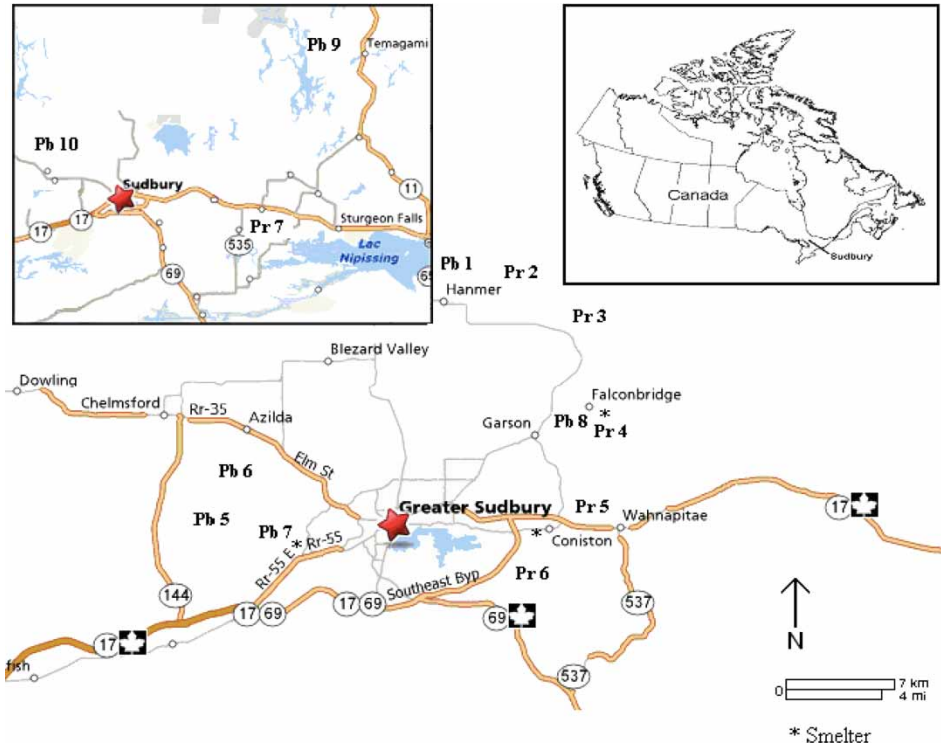 Pb 9
Temagami
Pb 10
Sudbury
11
17
17
Sturgeon Falls
Pr 7
535
Lac
Nipissing
69
65
Canada
Sudbury
Pb 1
Pr 2
Hanmer
Pr 3
Blezard Valley
Dowling
Chelmsford
Rr-35
Azilda
Falconbridge
*
Pb 8
Pr 4
Garson
Elm St
Pb 6
Greater Sudbury
Pb 5
Pr 5
Wahnapitae
17
Pb 7
*
Rr-55 E
Rr-55
*
Coniston
Pr 6
Southeast Byp
144
17
69
17
69
69
537
537
17
fish
N
0
7 km
4 mi
* Smelter